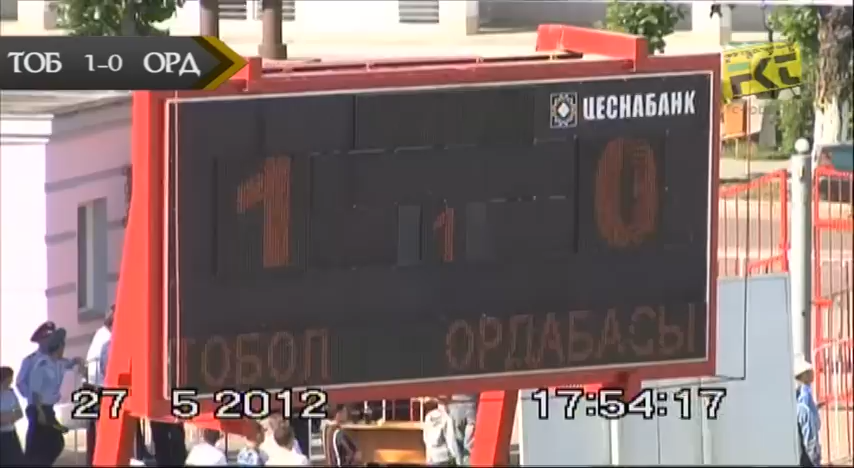 ТОБ 1-0 ОРД
ЦЕСНАБАНК
1 1 0
ТОБОЛ ОРДАБАСЫ
27 5 2012 17:54:17